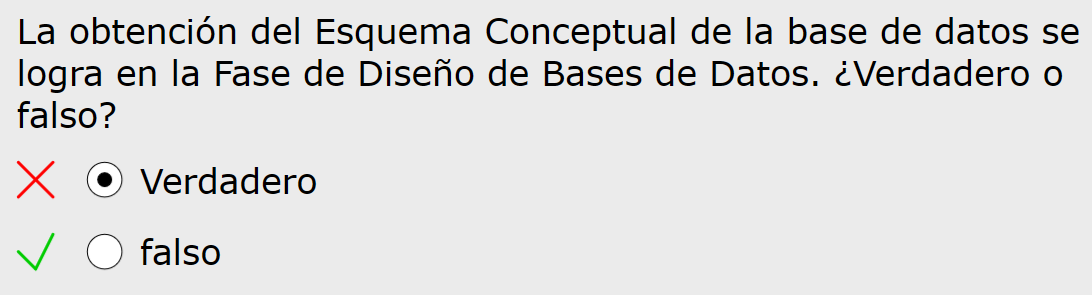 La obtención del Esquema Conceptual de la base de datos se
logra en la Fase de Diseño de Bases de Datos. ¿Verdadero o
falso?
Verdadero
falso